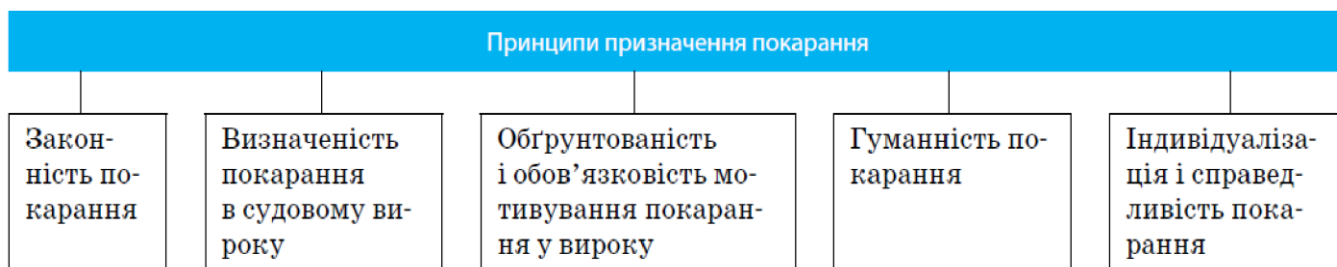 Принципи призначення покарання
Закон-
ність по-
карання
Визначеність
покарання
в судовому ви-
року
Обґрунтованість
і обов’язковість мо-
тивування покаран-
ня у вироку
Гуманність по-
карання
Індивідуаліза-
ція і справед-
ливість пока-
рання